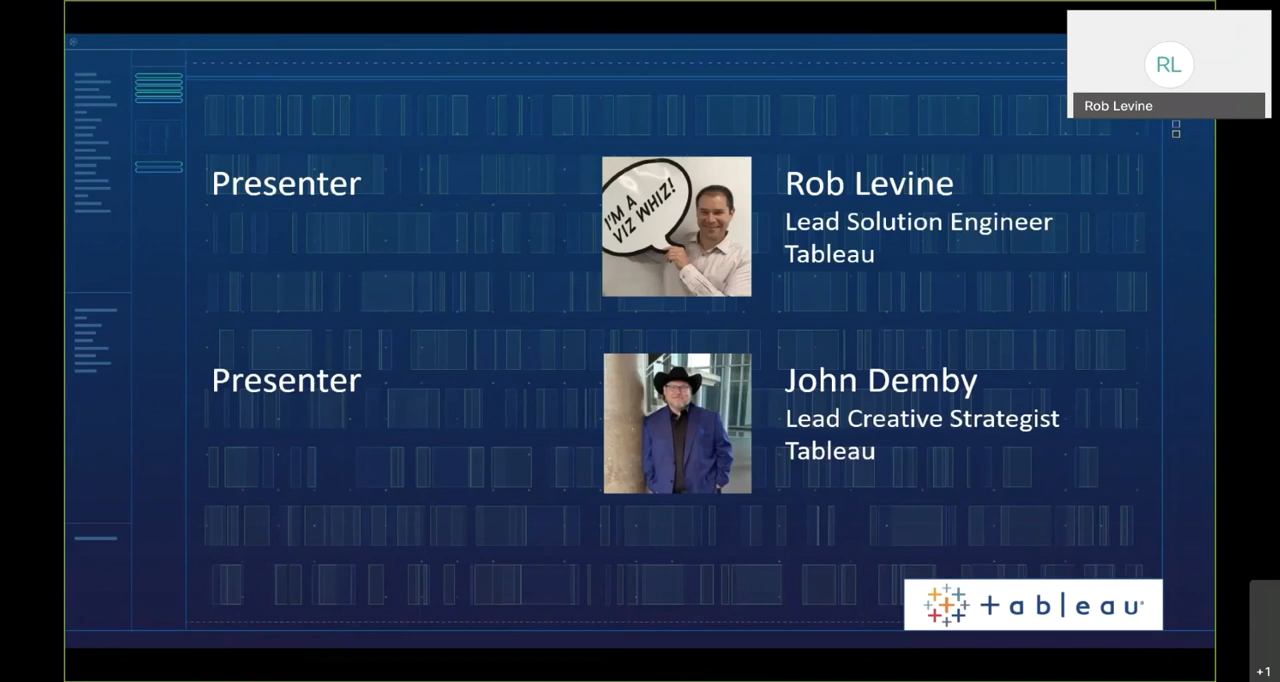 RL
Rob Levine
Presenter
I'M A
VIZ WHIZ!
Rob Levine
Lead Solution Engineer
Tableau
Presenter
John Demby
Lead Creative Strategist
Tableau
+ableau
+1